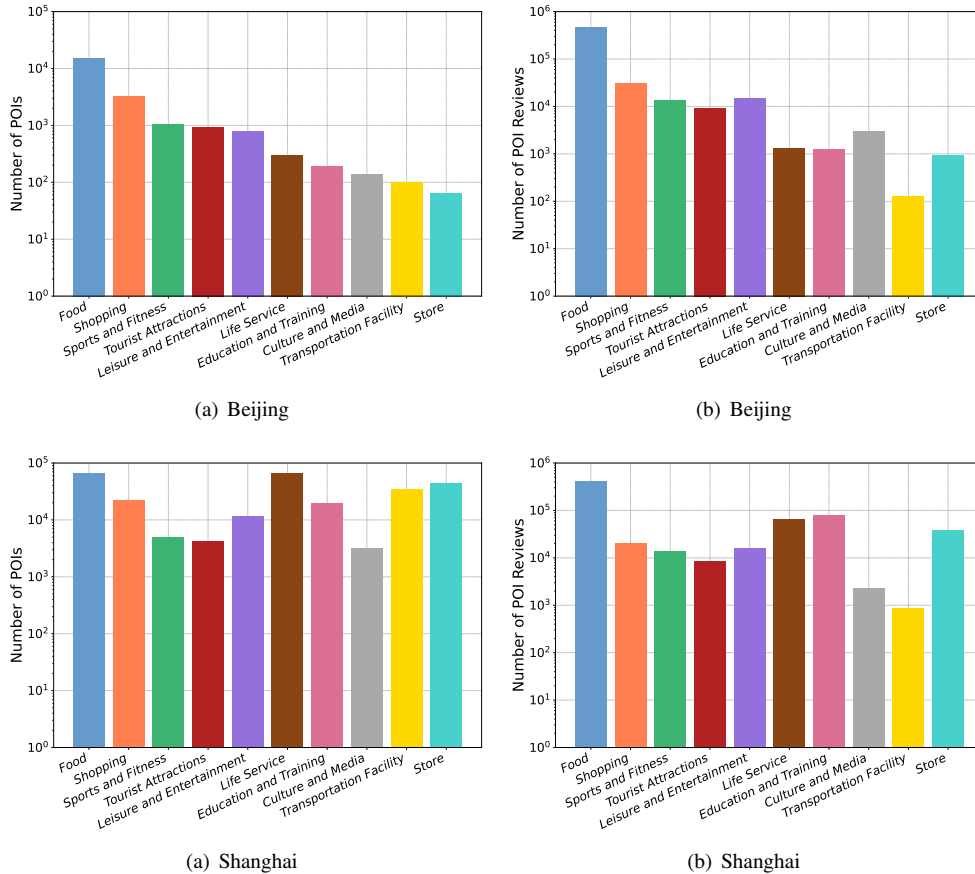 10^5
10^4
10^3
10^2
10^1
10^0
Number of POIs
Food
Shopping
Sports and Fitness
Tourist Attractions
Leisure and Entertainment
Life Service
Education and Training
Culture and Media
Transportation Facility
Store
(a) Beijing
10^6
10^5
10^4
10^3
10^2
10^1
10^0
Number of POI Reviews
Food
Shopping
Sports and Fitness
Tourist Attractions
Leisure and Entertainment
Life Service
Education and Training
Culture and Media
Transportation Facility
Store
(b) Beijing
10^5
10^4
10^3
10^2
10^1
10^0
Number of POIs
Food
Shopping
Sports and Fitness
Tourist Attractions
Leisure and Entertainment
Life Service
Education and Training
Culture and Media
Transportation Facility
Store
(a) Shanghai
10^6
10^5
10^4
10^3
10^2
10^1
10^0
Number of POI Reviews
Food
Shopping
Sports and Fitness
Tourist Attractions
Leisure and Entertainment
Life Service
Education and Training
Culture and Media
Transportation Facility
Store
(b) Shanghai